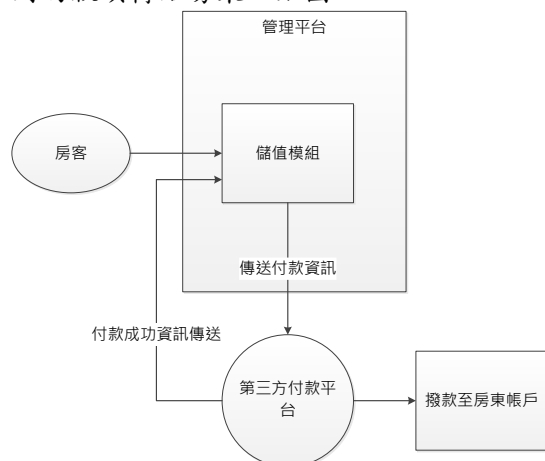 管理平台
房客
儲值模組
傳送付款資訊
付款成功資訊傳送
第三方付款平
台
撥款至房東帳戶